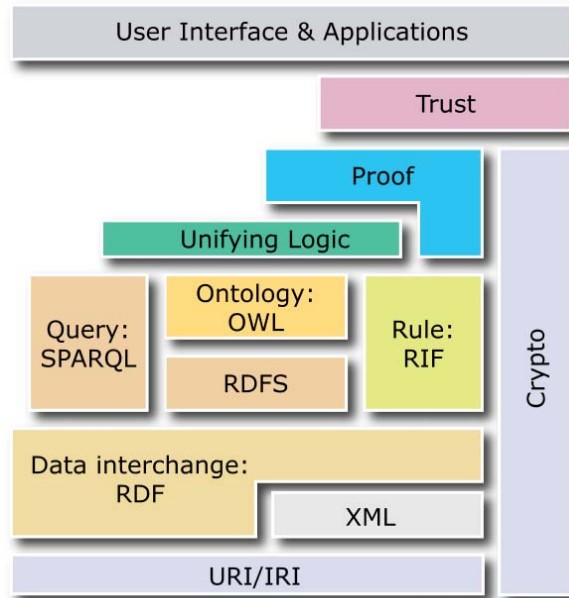 User Interface & Applications
Trust
Proof
Unifying Logic
Query:
SPARQL
Ontology:
OWL
RDFS
Rule:
RIF
Crypto
Data interchange:
RDF
XML
URI/IRI